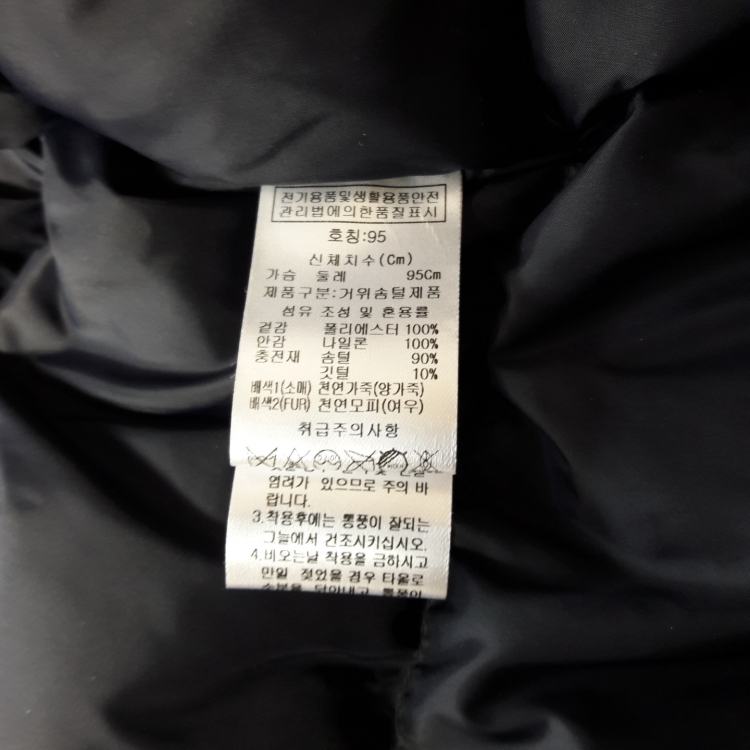 전기용품및생활용품안전
관리법에의한품질표시
호칭:95
신체치수(Cm)
가슴 둘레 95Cm
제품구분:거위솜털제품
섬유 조성 및 혼용률
겉감 폴리에스터 100%
안감 나일론 100%
충전재 솜털 90%
깃털 10%
배색1(소매) 천연가죽(양가죽)
배색2(FUR) 천연모피(여우)
취급주의사항
염려가 있으므로 주의 바
랍니다.
3.착용후에는 통풍이 잘되는
그늘에서 건조시키십시오.
4.비오는날 착용을 금하시고
만일 젖었을 경우 타올로